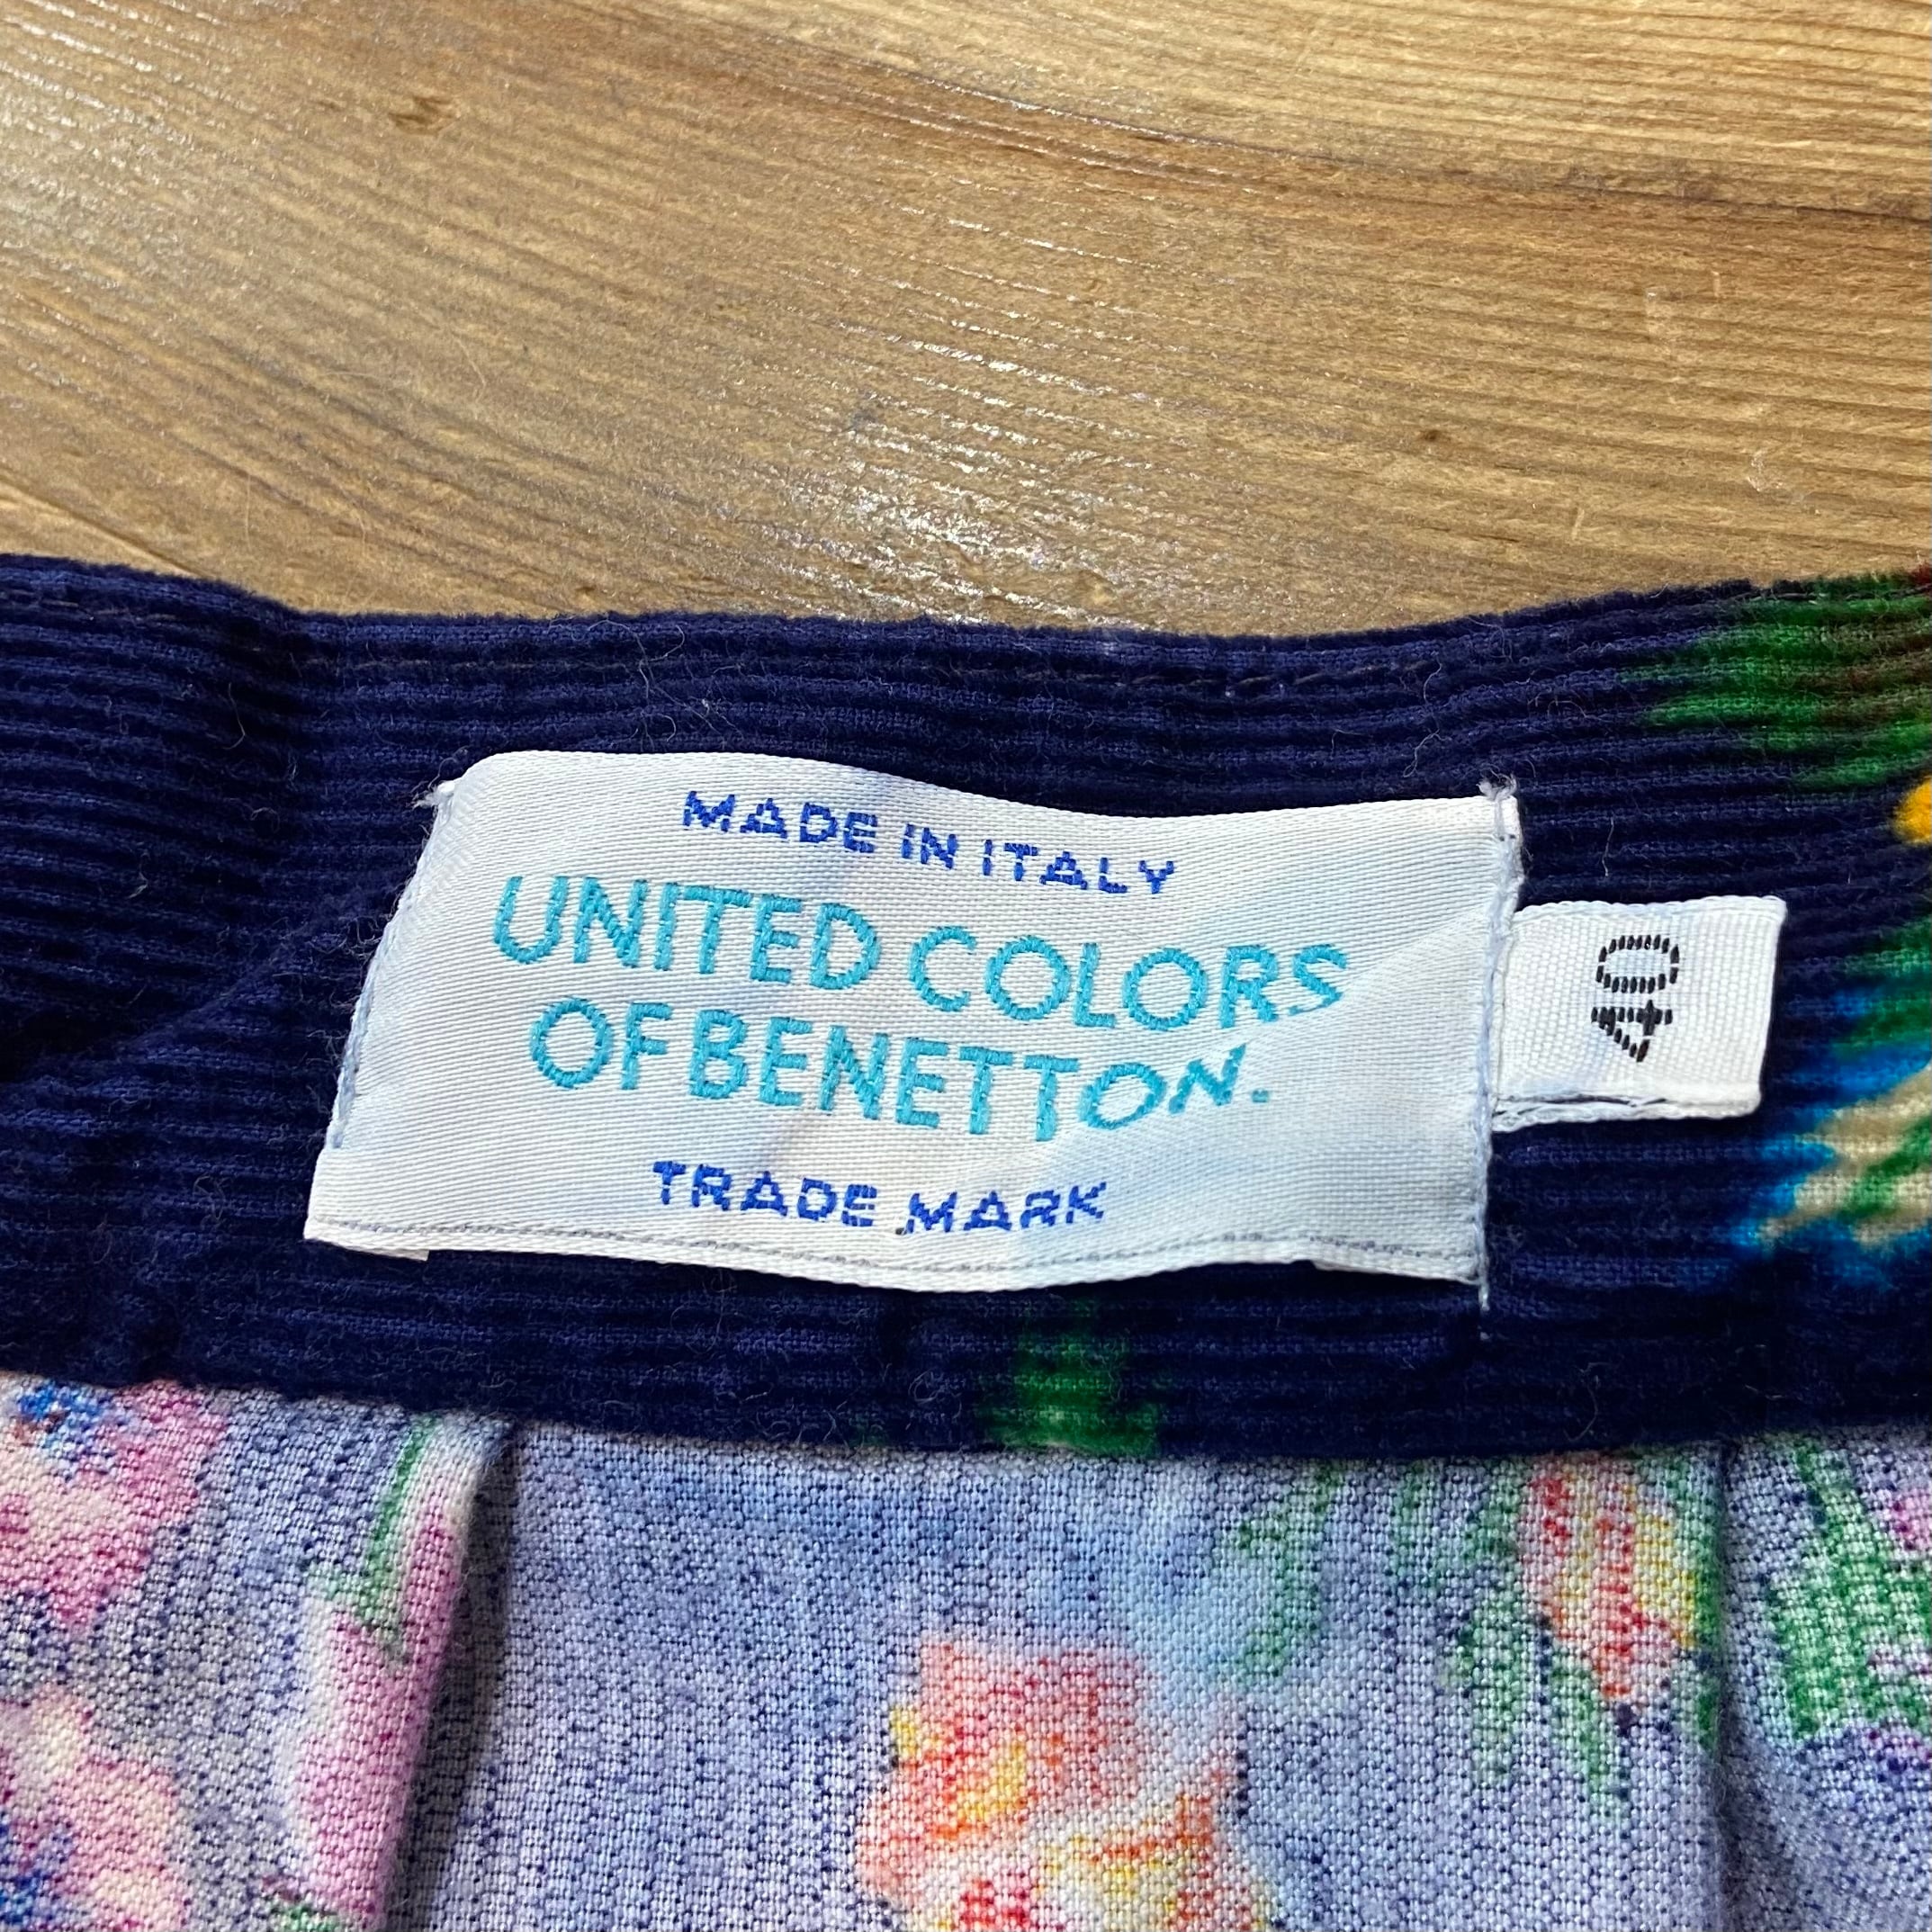 MADE IN ITALY
UNITED COLORS
OF BENETTON.
TRADE MARK
40